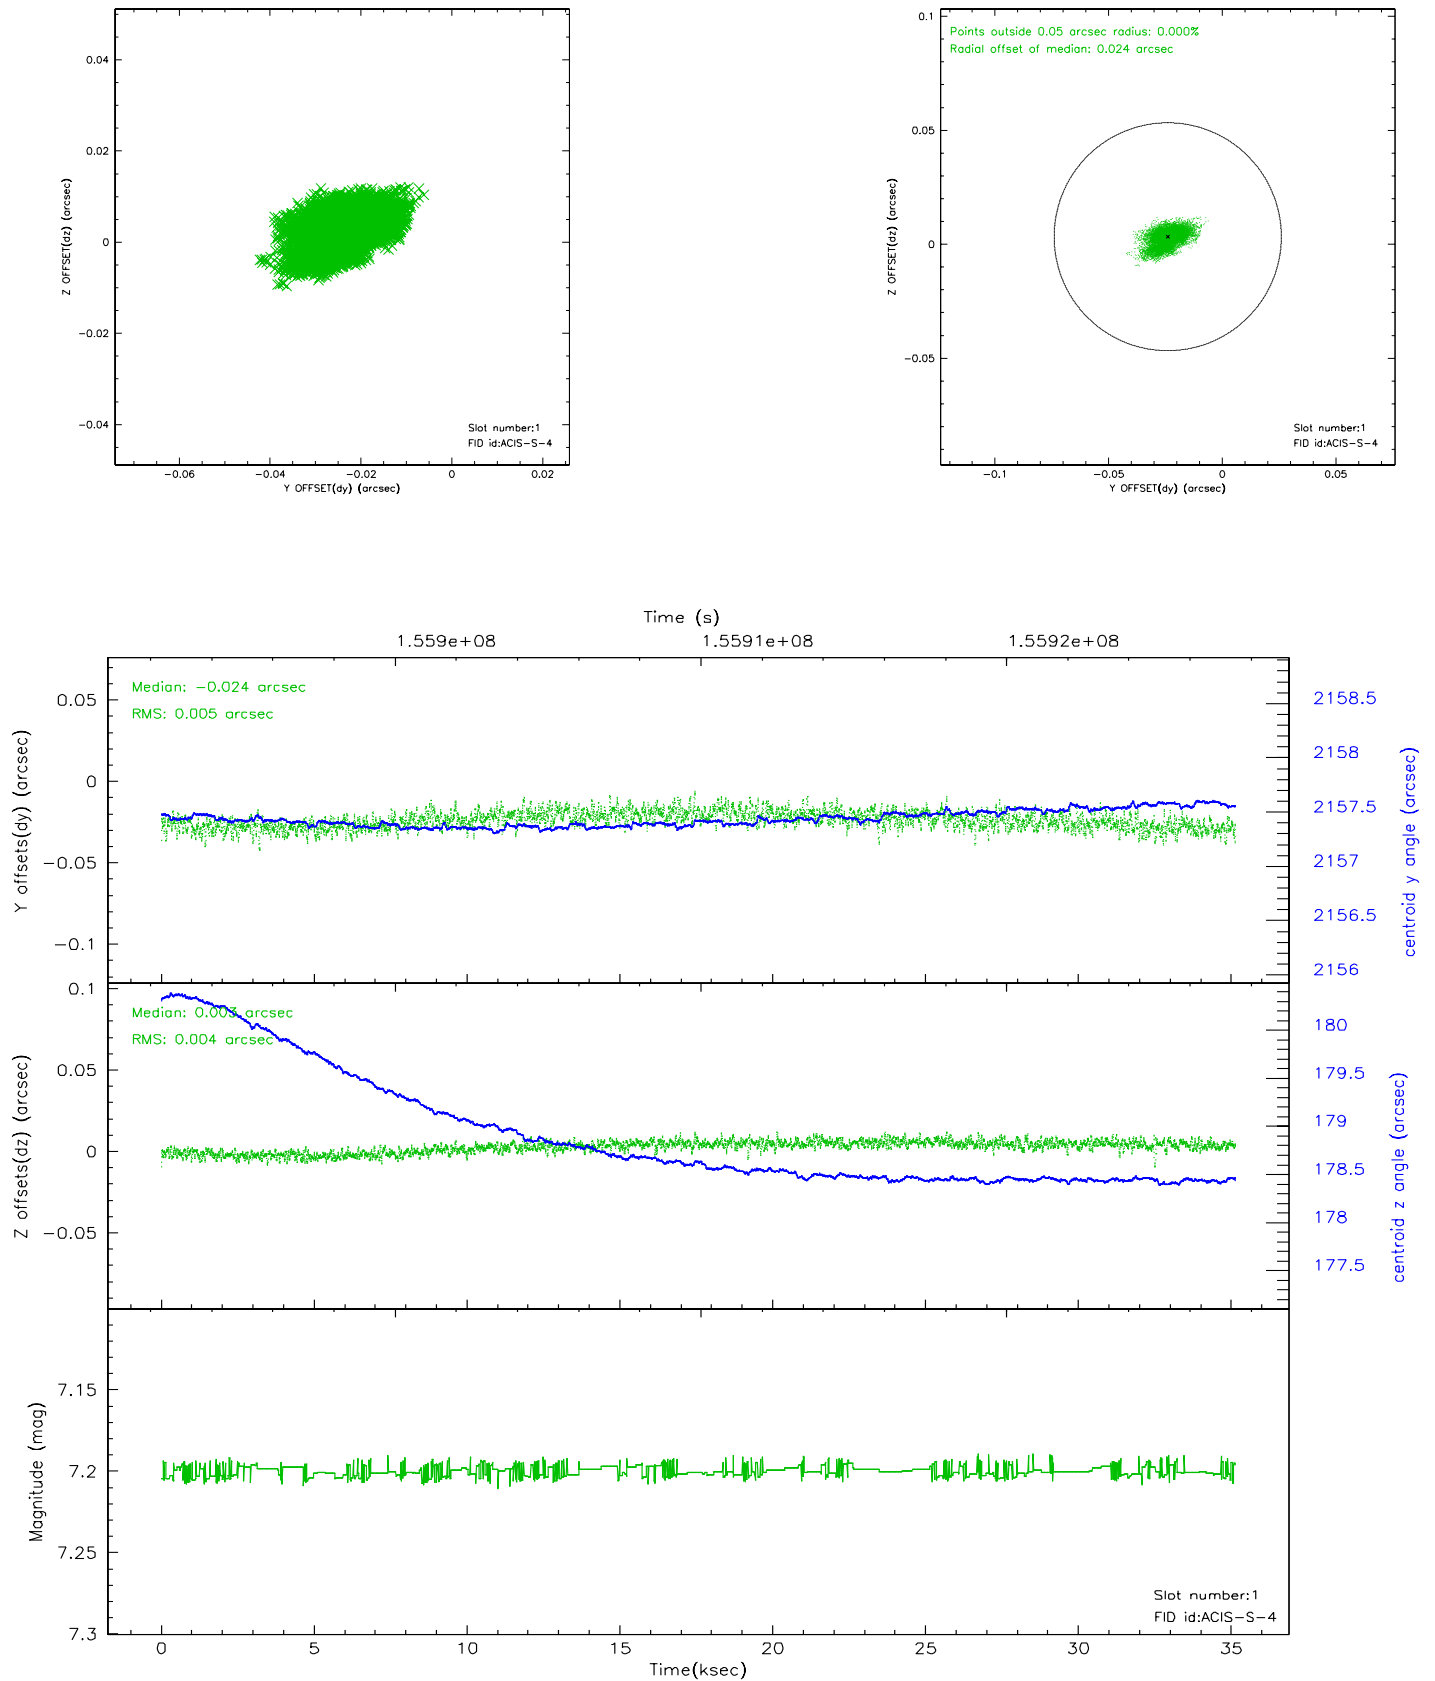 0.04
0.02
0
−0.02
−0.04
Z OFFSET(dz) (arcsec)
Slot number:1
FID id:ACIS−S−4
−0.06
−0.04
−0.02
0
0.02
Y OFFSET(dy) (arcsec)
Points outside 0.05 arcsec radius: 0.000%
Radial offset of median: 0.024 arcsec
0.1
0.05
0
−0.05
Z OFFSET(dz) (arcsec)
Slot number:1
FID id:ACIS−S−4
−0.1
−0.05
0
0.05
Y OFFSET(dy) (arcsec)
Time (s)
1.559e+08
1.5591e+08
1.5592e+08
Median: −0.024 arcsec
RMS: 0.005 arcsec
0.05
0
−0.05
−0.1
Y offsets(dy) (arcsec)
2158.5
2158
2157.5
2157
2156.5
2156
centroid y angle (arcsec)
Median: 0.003 arcsec
RMS: 0.004 arcsec
0.1
0.05
0
−0.05
Z offsets(dz) (arcsec)
180
179.5
179
178.5
178
177.5
centroid z angle (arcsec)
7.15
7.2
7.25
7.3
Magnitude (mag)
Slot number:1
FID id:ACIS−S−4
0
5
10
15
20
25
30
35
Time(ksec)